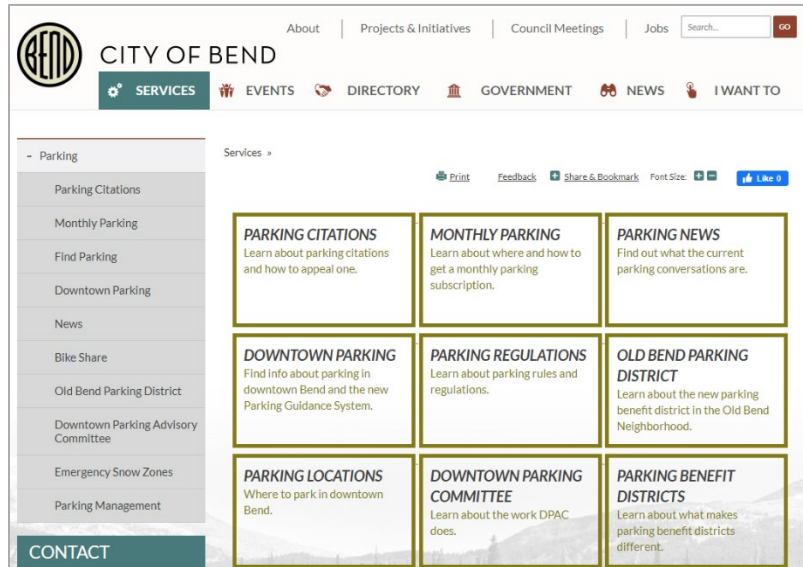 About
Projects & Initiatives
Council Meetings
Jobs
Search...
GO
BEND
CITY OF BEND
SERVICES
EVENTS
DIRECTORY
GOVERNMENT
NEWS
I WANT TO
- Parking
Parking Citations
Monthly Parking
Find Parking
Downtown Parking
News
Bike Share
Old Bend Parking District
Downtown Parking Advisory
Committee
Emergency Snow Zones
Parking Management
CONTACT
Services »
Print
Feedback
Share & Bookmark
Font Size:
Like 0
PARKING CITATIONS
Learn about parking citations
and how to appeal one.
MONTHLY PARKING
Learn about where and how to
get a monthly parking
subscription.
PARKING NEWS
Find out what the current
parking conversations are.
DOWNTOWN PARKING
Find info about parking in
downtown Bend and the new
Parking Guidance System.
PARKING REGULATIONS
Learn about parking rules and
regulations.
OLD BEND PARKING
DISTRICT
Learn about the new parking
benefit district in the Old Bend
Neighborhood.
PARKING LOCATIONS
Where to park in downtown
Bend.
DOWNTOWN PARKING
COMMITTEE
Learn about the work DPAC
does.
PARKING BENEFIT
DISTRICTS
Learn about what makes
parking benefit districts
different.